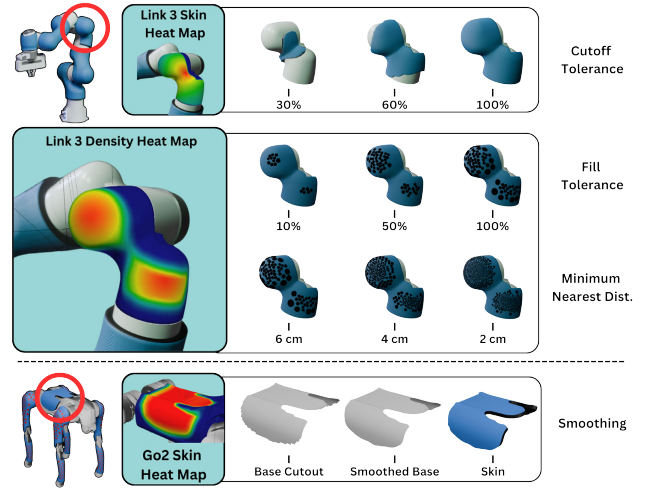 Link 3 Skin
Heat Map
30%
60%
100%
Cutoff
Tolerance
Link 3 Density Heat Map
10%
50%
100%
Fill
Tolerance
6 cm
4 cm
2 cm
Minimum
Nearest Dist.
Go2 Skin
Heat Map
Base Cutout
Smoothed Base
Skin
Smoothing